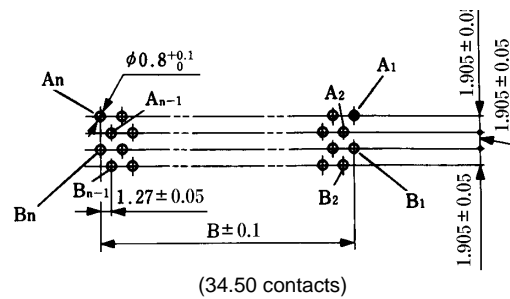 ϕ0.8 +0.1 0
An
An-1
A2
A1
1.905±0.05
1.905±0.05
1.905±0.05
Bn-1
Bn
1.27±0.05
B2
B1
B±0.1
(34.50 contacts)